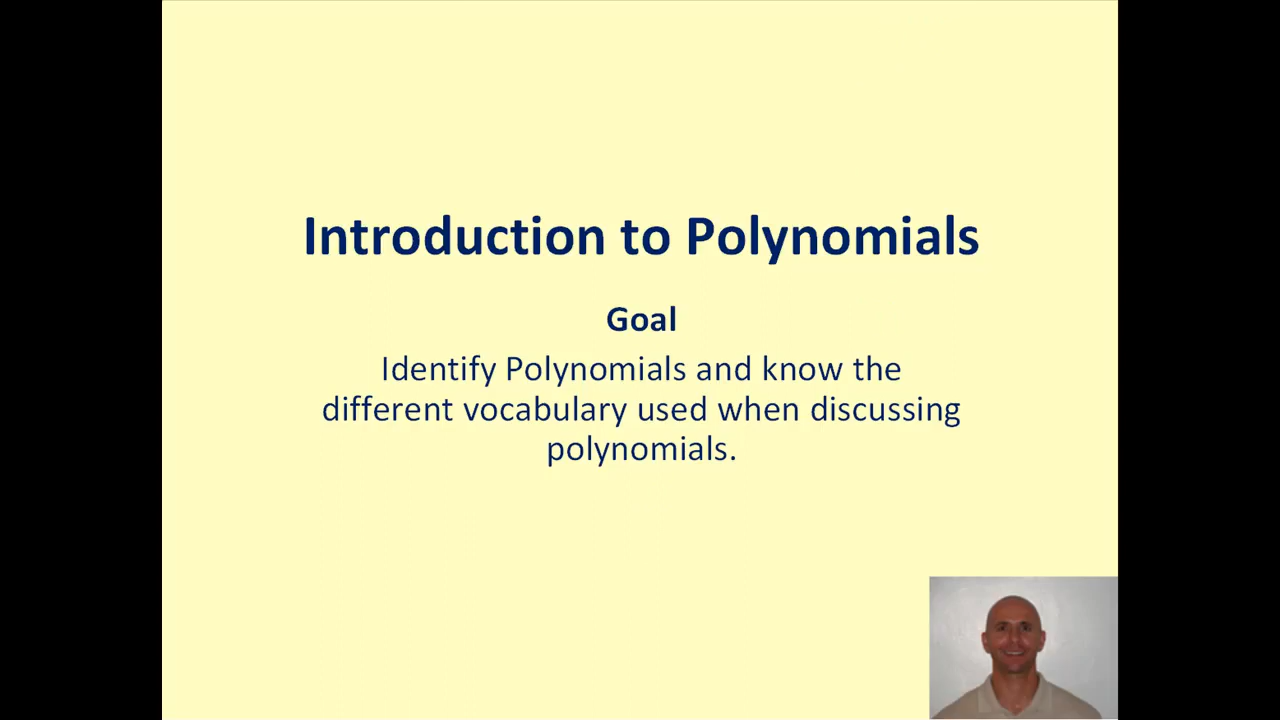 Introduction to Polynomials
Goal
Identify Polynomials and know the
different vocabulary used when discussing
polynomials.